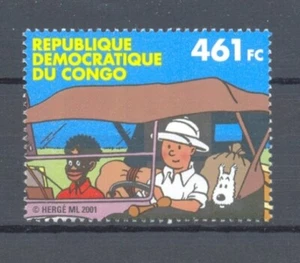 REPUBLIQUE
DEMOCRATIQUE
DU CONGO
461 FC
© HERGÉ ML 2001